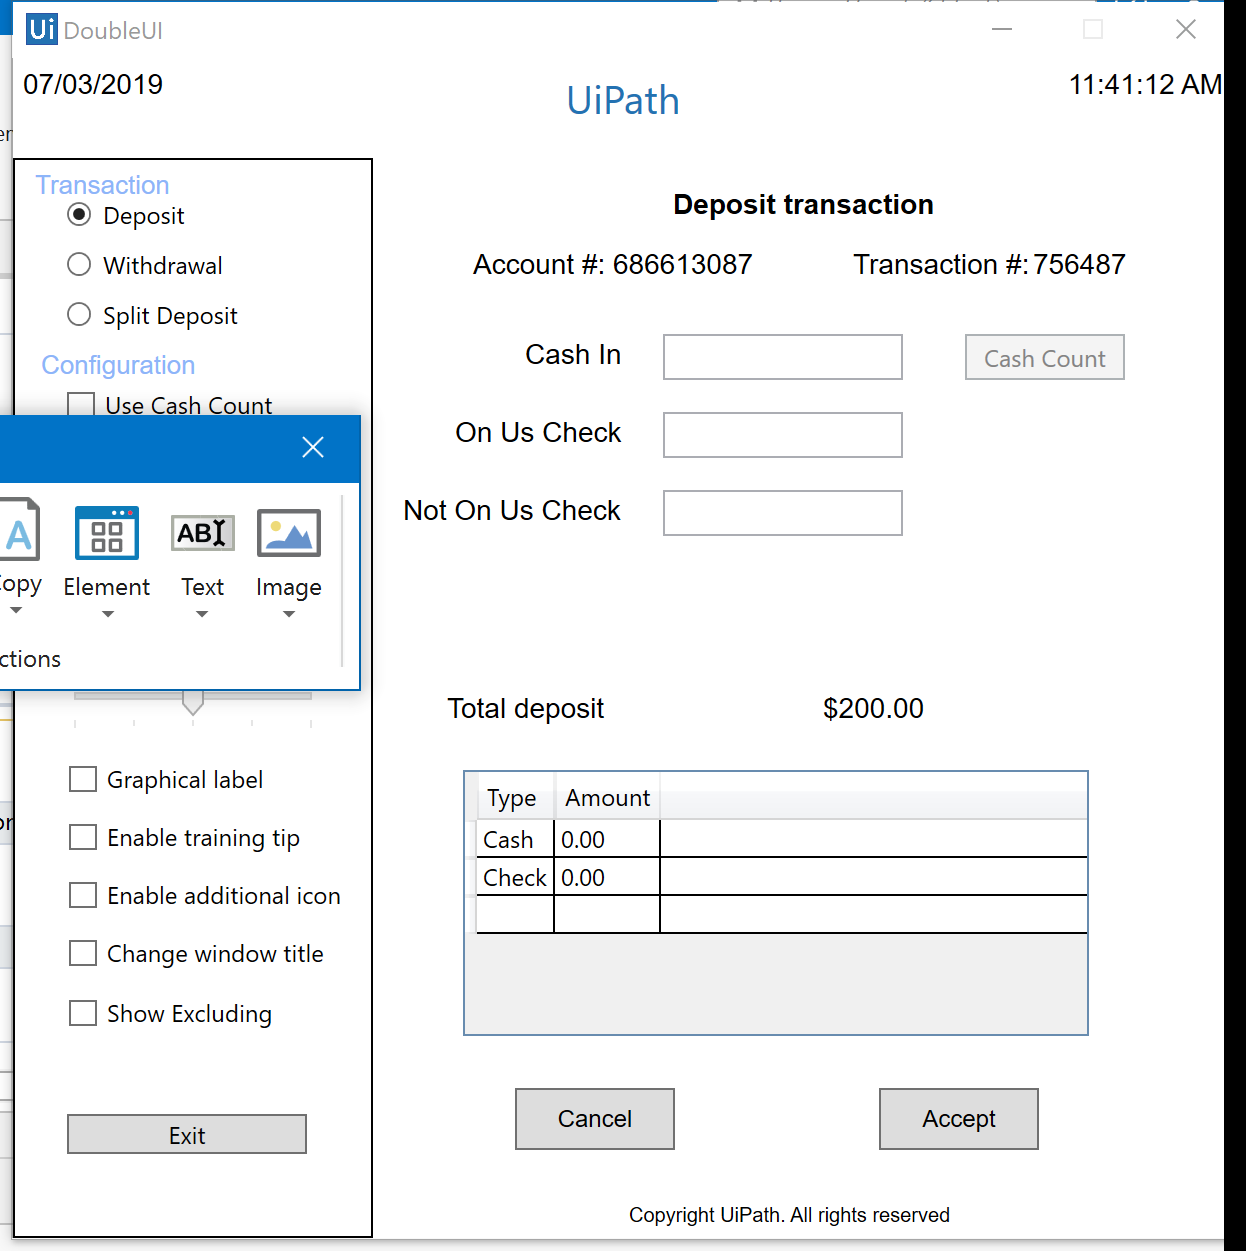 Ui DoubleUI
07/03/2019
11:41:12 AM
UiPath
Transaction
Deposit
Withdrawal
Split Deposit
Configuration
Use Cash Count
Element
Text
Image
Graphical label
Enable training tip
Enable additional icon
Change window title
Show Excluding
Exit
Deposit transaction
Account #: 686613087
Transaction #: 756487
Cash In
Cash Count
On Us Check
Not On Us Check
Total deposit
$200.00
Type Amount
Cash 0.00
Check 0.00
Cancel
Accept
Copyright UiPath. All rights reserved